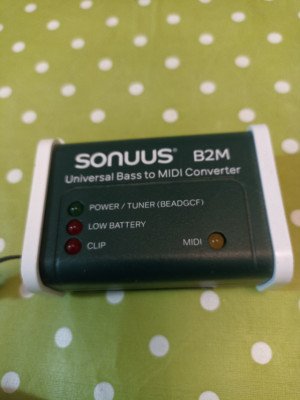 sonuus® B2M
Universal Bass to MIDI Converter
POWER / TUNER (BEADGCF)
LOW BATTERY
CLIP MIDI